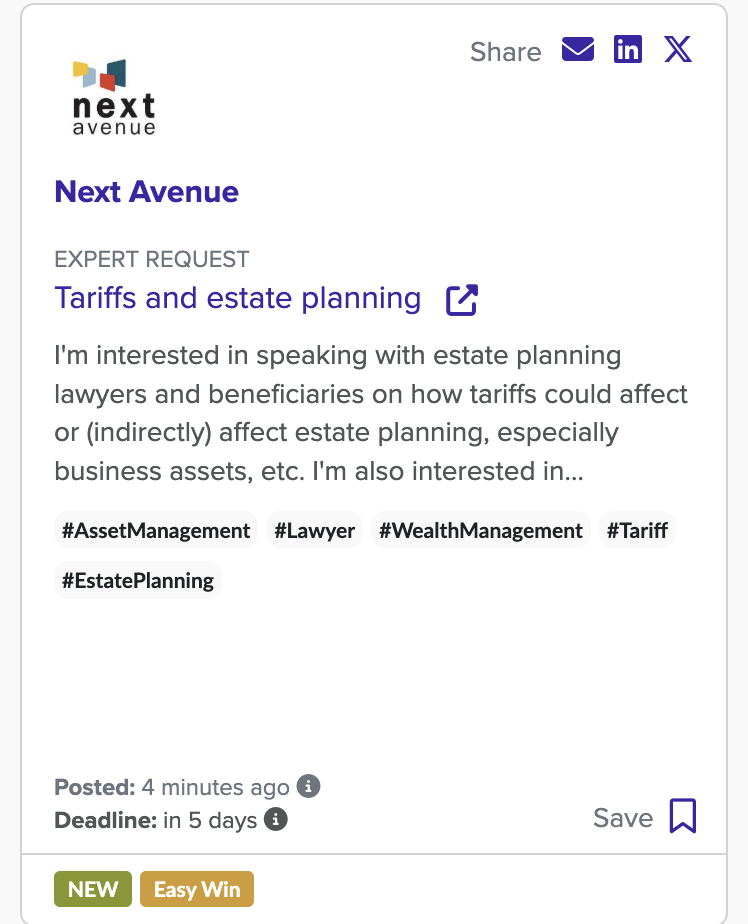 Share
next
avenue
Next Avenue
EXPERT REQUEST
Tariffs and estate planning
I'm interested in speaking with estate planning
lawyers and beneficiaries on how tariffs could affect
or (indirectly) affect estate planning, especially
business assets, etc. I'm also interested in...
#AssetManagement #Lawyer #WealthManagement #Tariff
#EstatePlanning
Posted: 4 minutes ago
Deadline: in 5 days
Save
NEW Easy Win